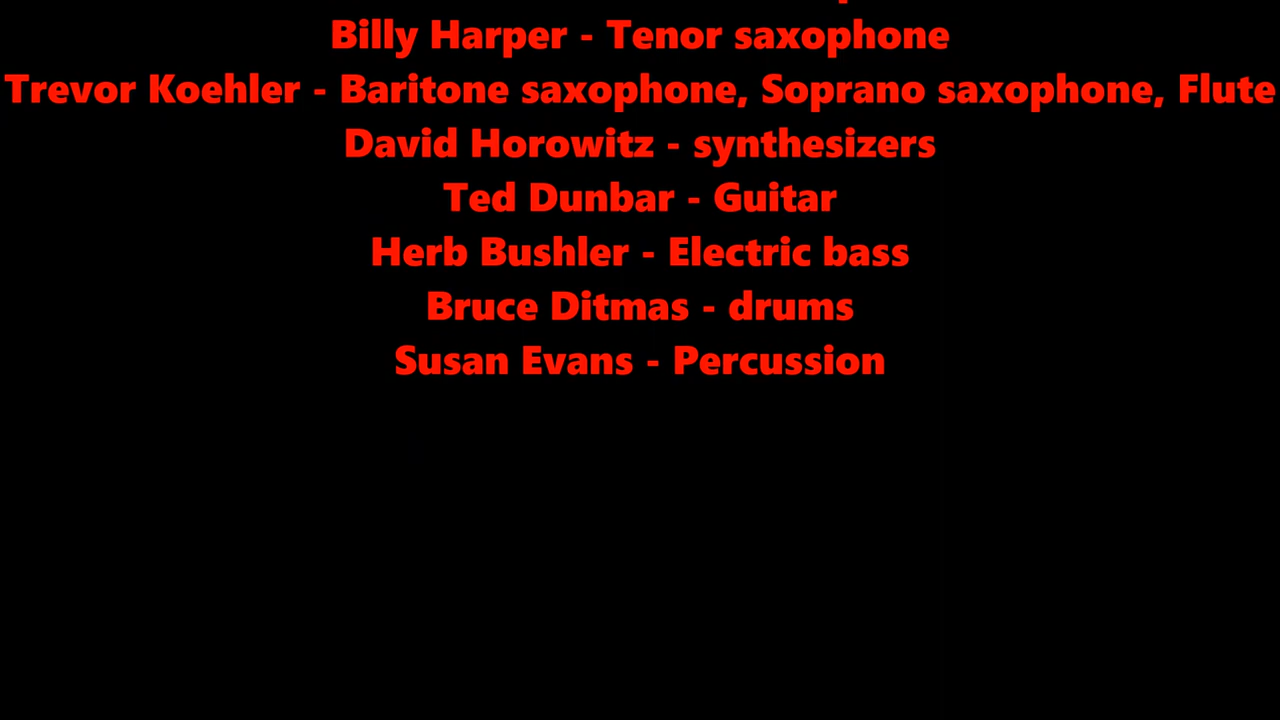 Billy Harper - Tenor saxophone
Trevor Koehler - Baritone saxophone, Soprano saxophone, Flute
David Horowitz - synthesizers
Ted Dunbar - Guitar
Herb Bushler - Electric bass
Bruce Ditmas - drums
Susan Evans - Percussion